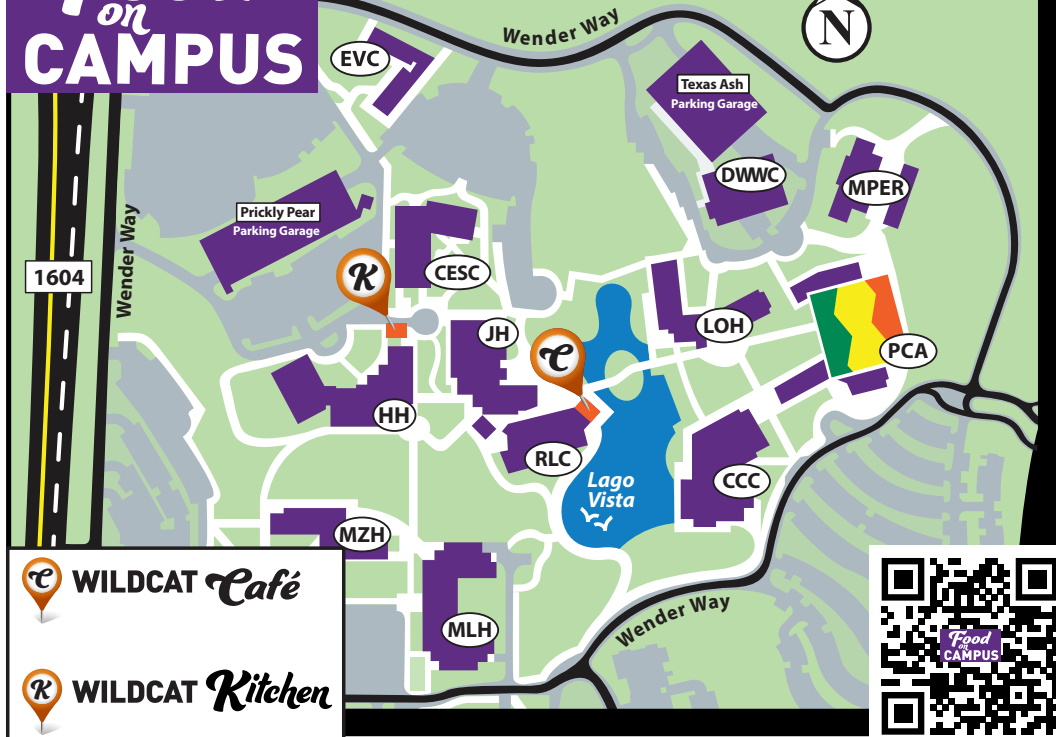 Food
on
CAMPUS
N
Wender Way
EVC
Texas Ash
Parking Garage
DWWC
MPER
Prickly Pear
Parking Garage
Wender Way
1604
K
CESC
JH
C
LOH
PCA
HH
RLC
CCC
Lago
Vista
MZH
MLH
Wender Way
C WILDCAT Café
K WILDCAT Kitchen
Food
on
CAMPUS